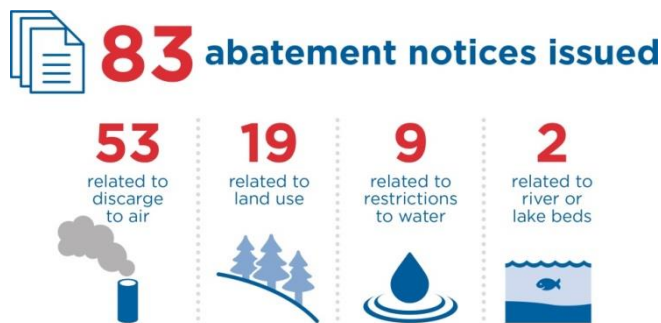 83 abatement notices issued
53
related to
discarge
to air
19
related to
land use
9
related to
restrictions
to water
2
related to
river or
lake beds